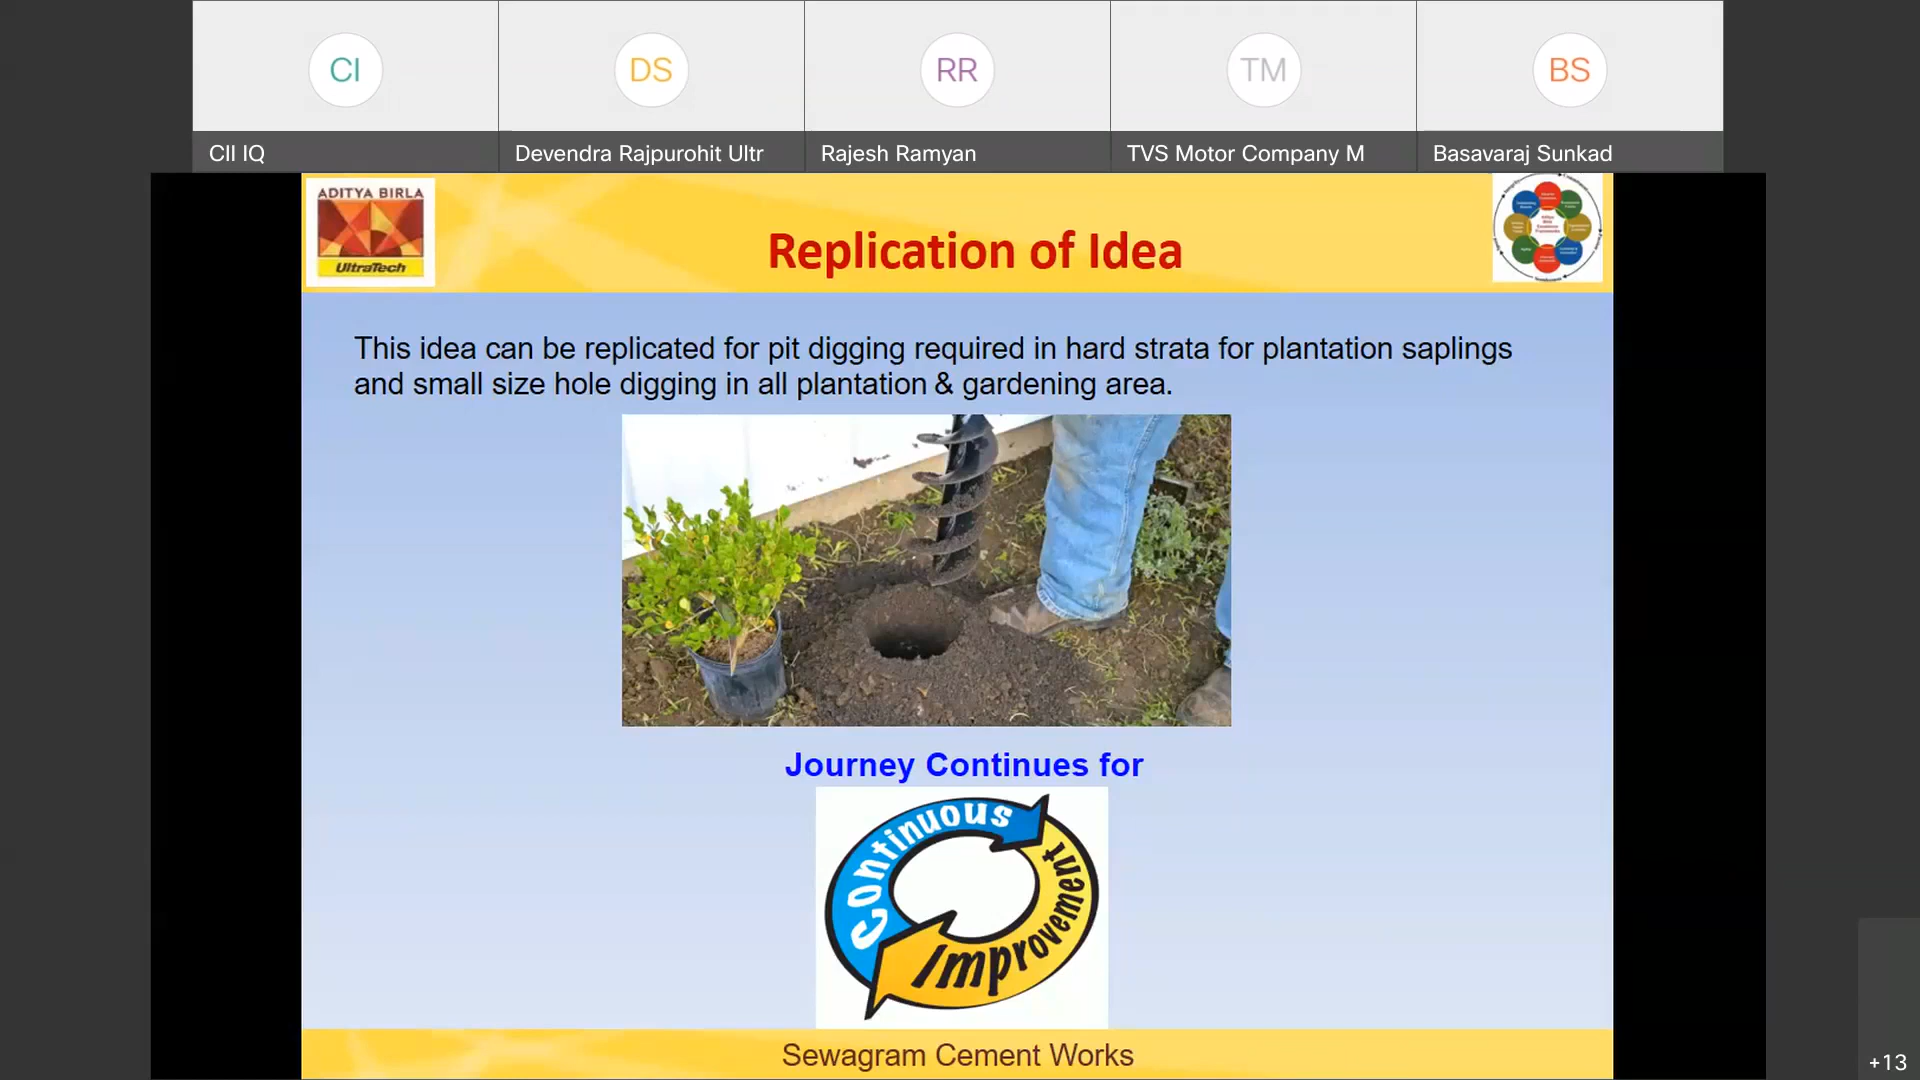 CI
DS
RR
TM
BS
CII IQ
Devendra Rajpurohit Ultr
Rajesh Ramyan
TVS Motor Company M
Basavaraj Sunkad
ADITYA BIRLA
UltraTech
Replication of Idea
This idea can be replicated for pit digging required in hard strata for plantation saplings
and small size hole digging in all plantation & gardening area.
Journey Continues for
Continuous
Improvement
Sewagram Cement Works
+13